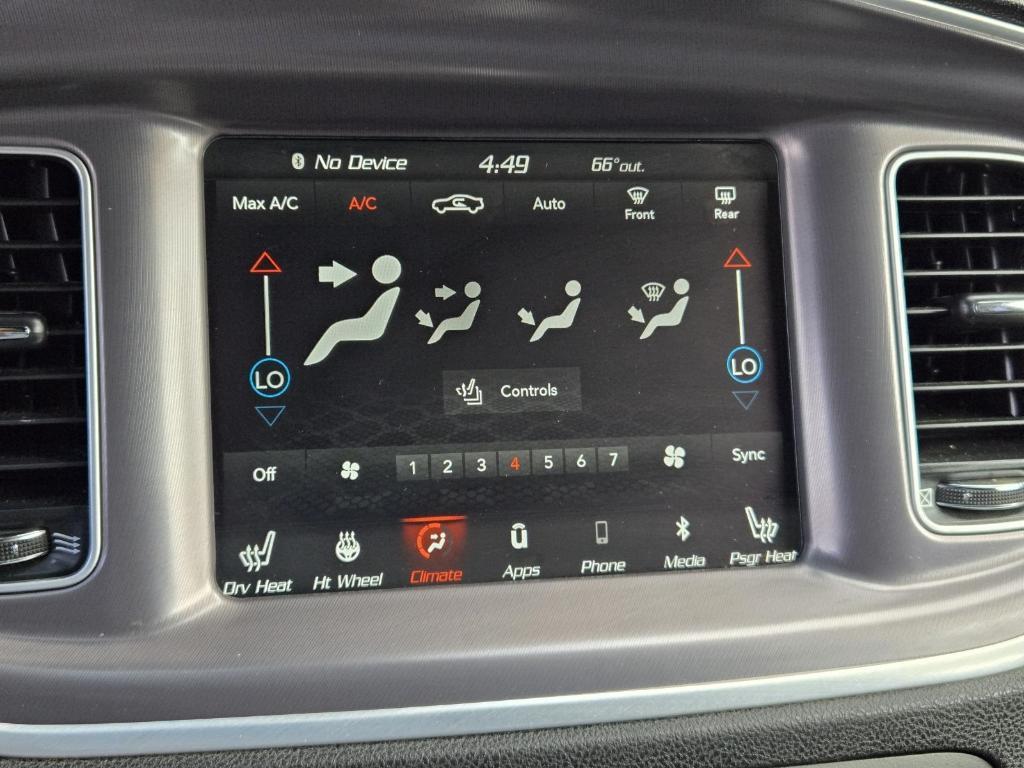 No Device 4:49 66° out.
Max A/C A/C Auto Front Rear
LO LO
Controls
Off 1 2 3 4 5 6 7 Sync
Drv Heat Ht Wheel Climate Apps Phone Media Psgr Heat